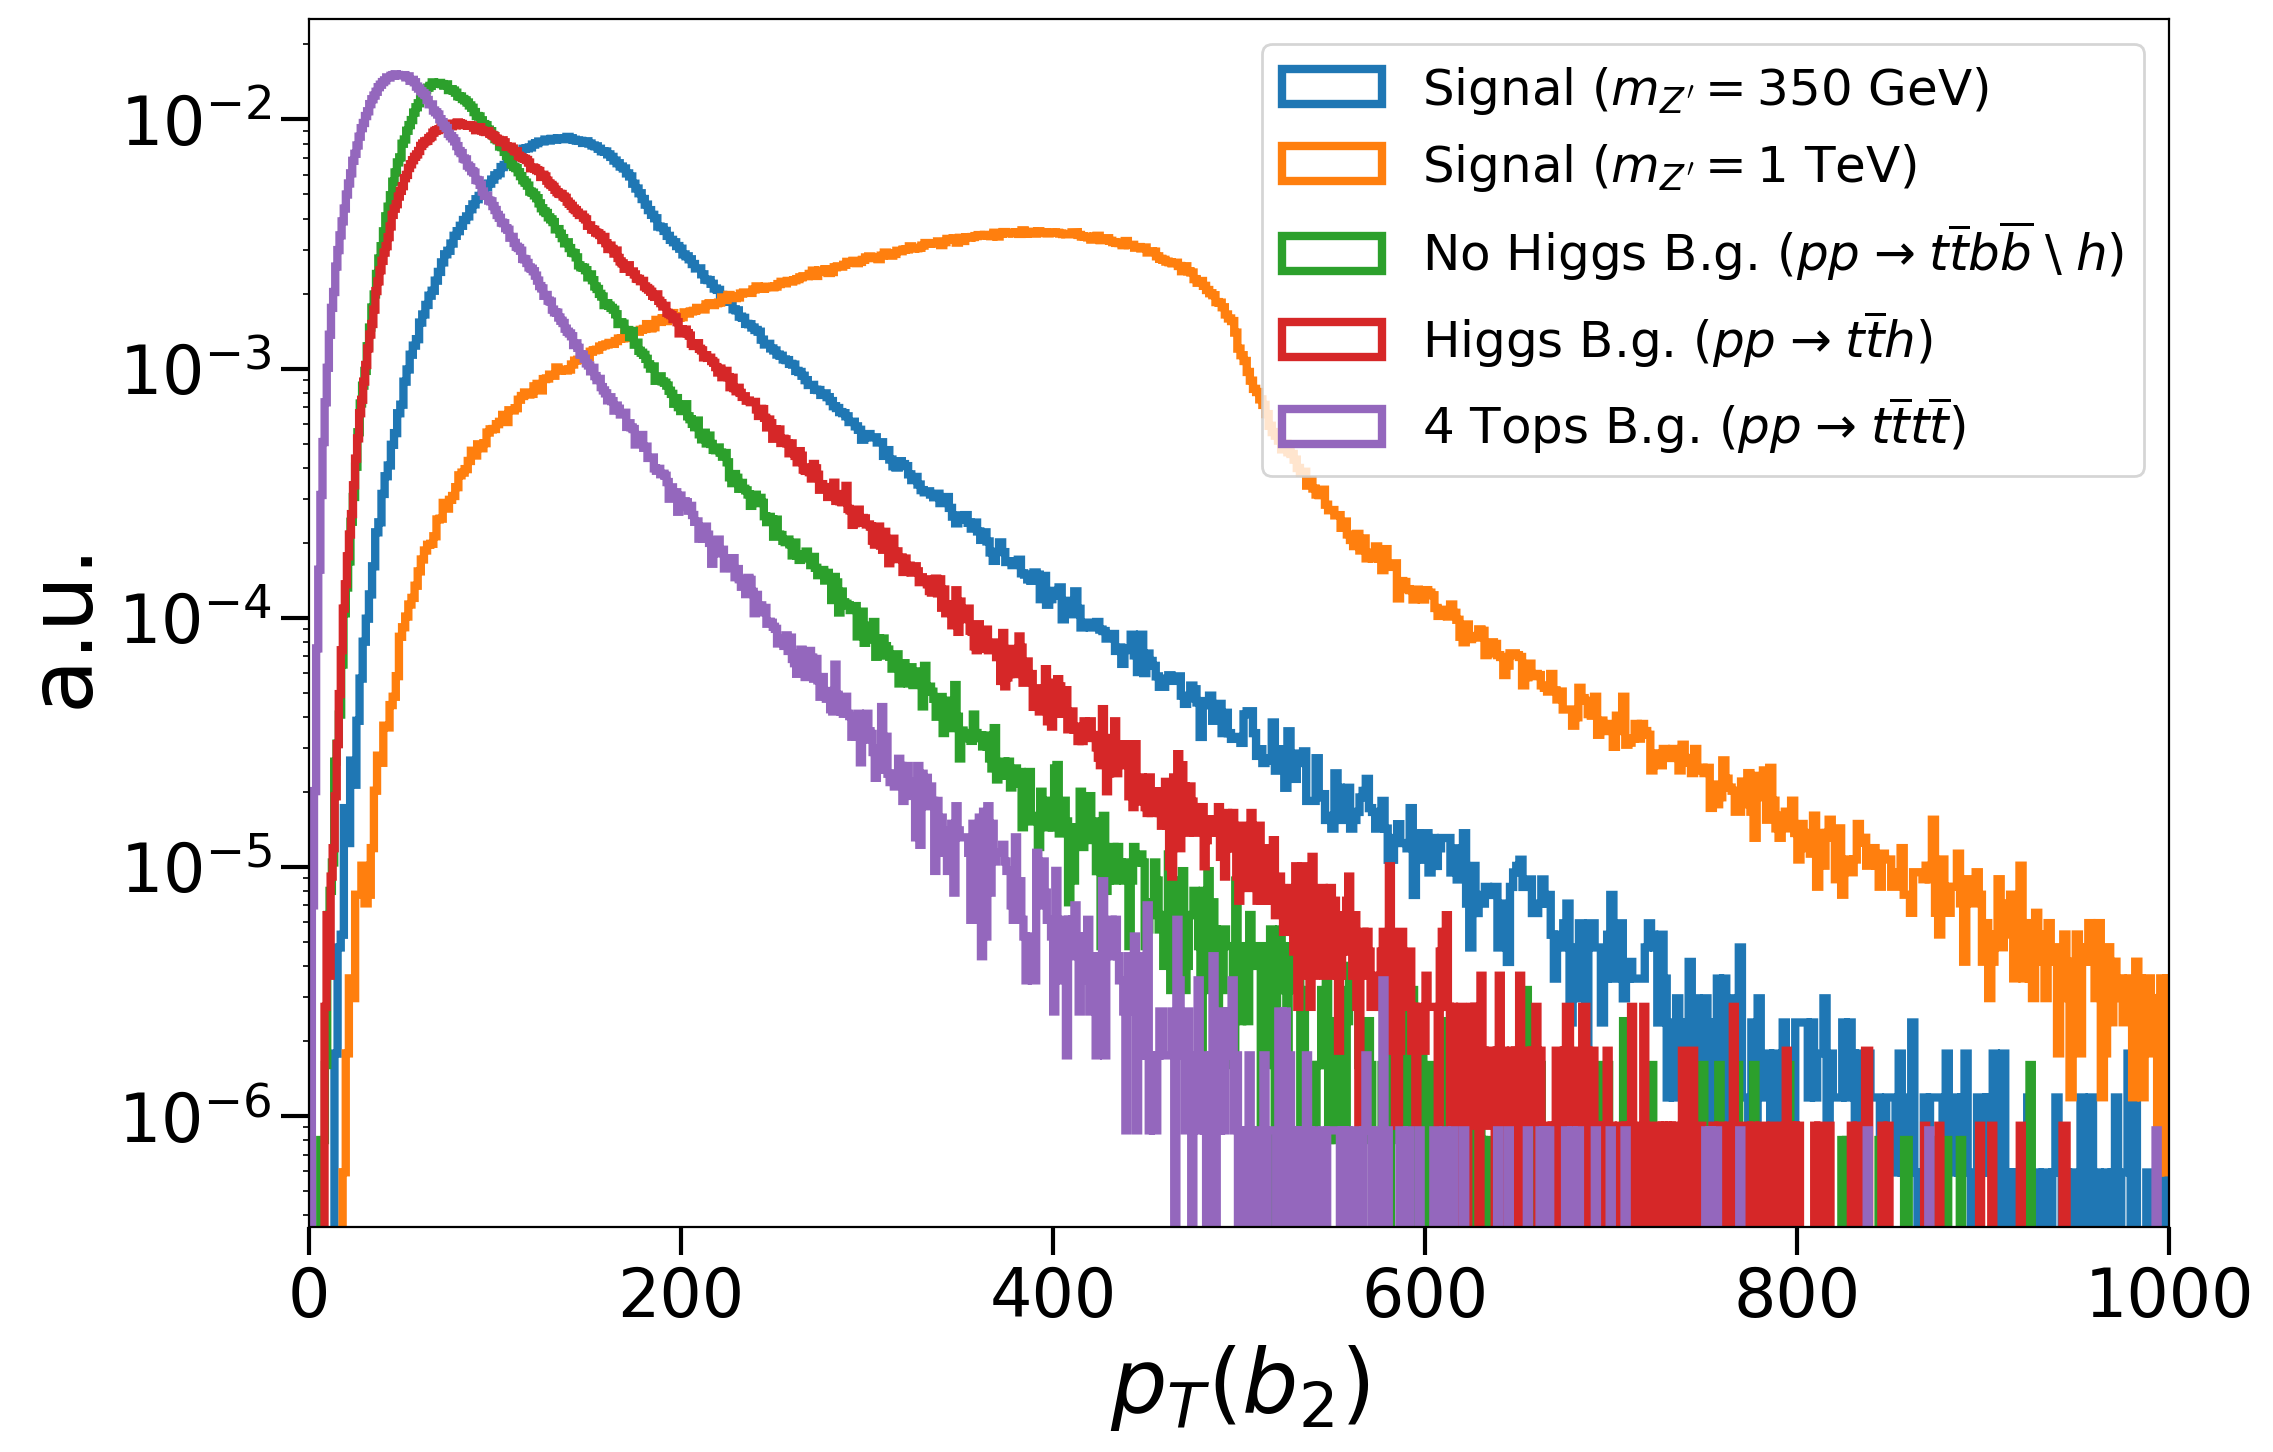 Signal (m_{Z'} = 350 GeV)
Signal (m_{Z'} = 1 TeV)
No Higgs B.g. (pp → tt̅bb̅ \ h)
Higgs B.g. (pp → tt̅h)
4 Tops B.g. (pp → tt̅tt̅)
a.u.
10⁻²
10⁻³
10⁻⁴
10⁻⁵
10⁻⁶
0 200 400 600 800 1000
p_T(b₂)